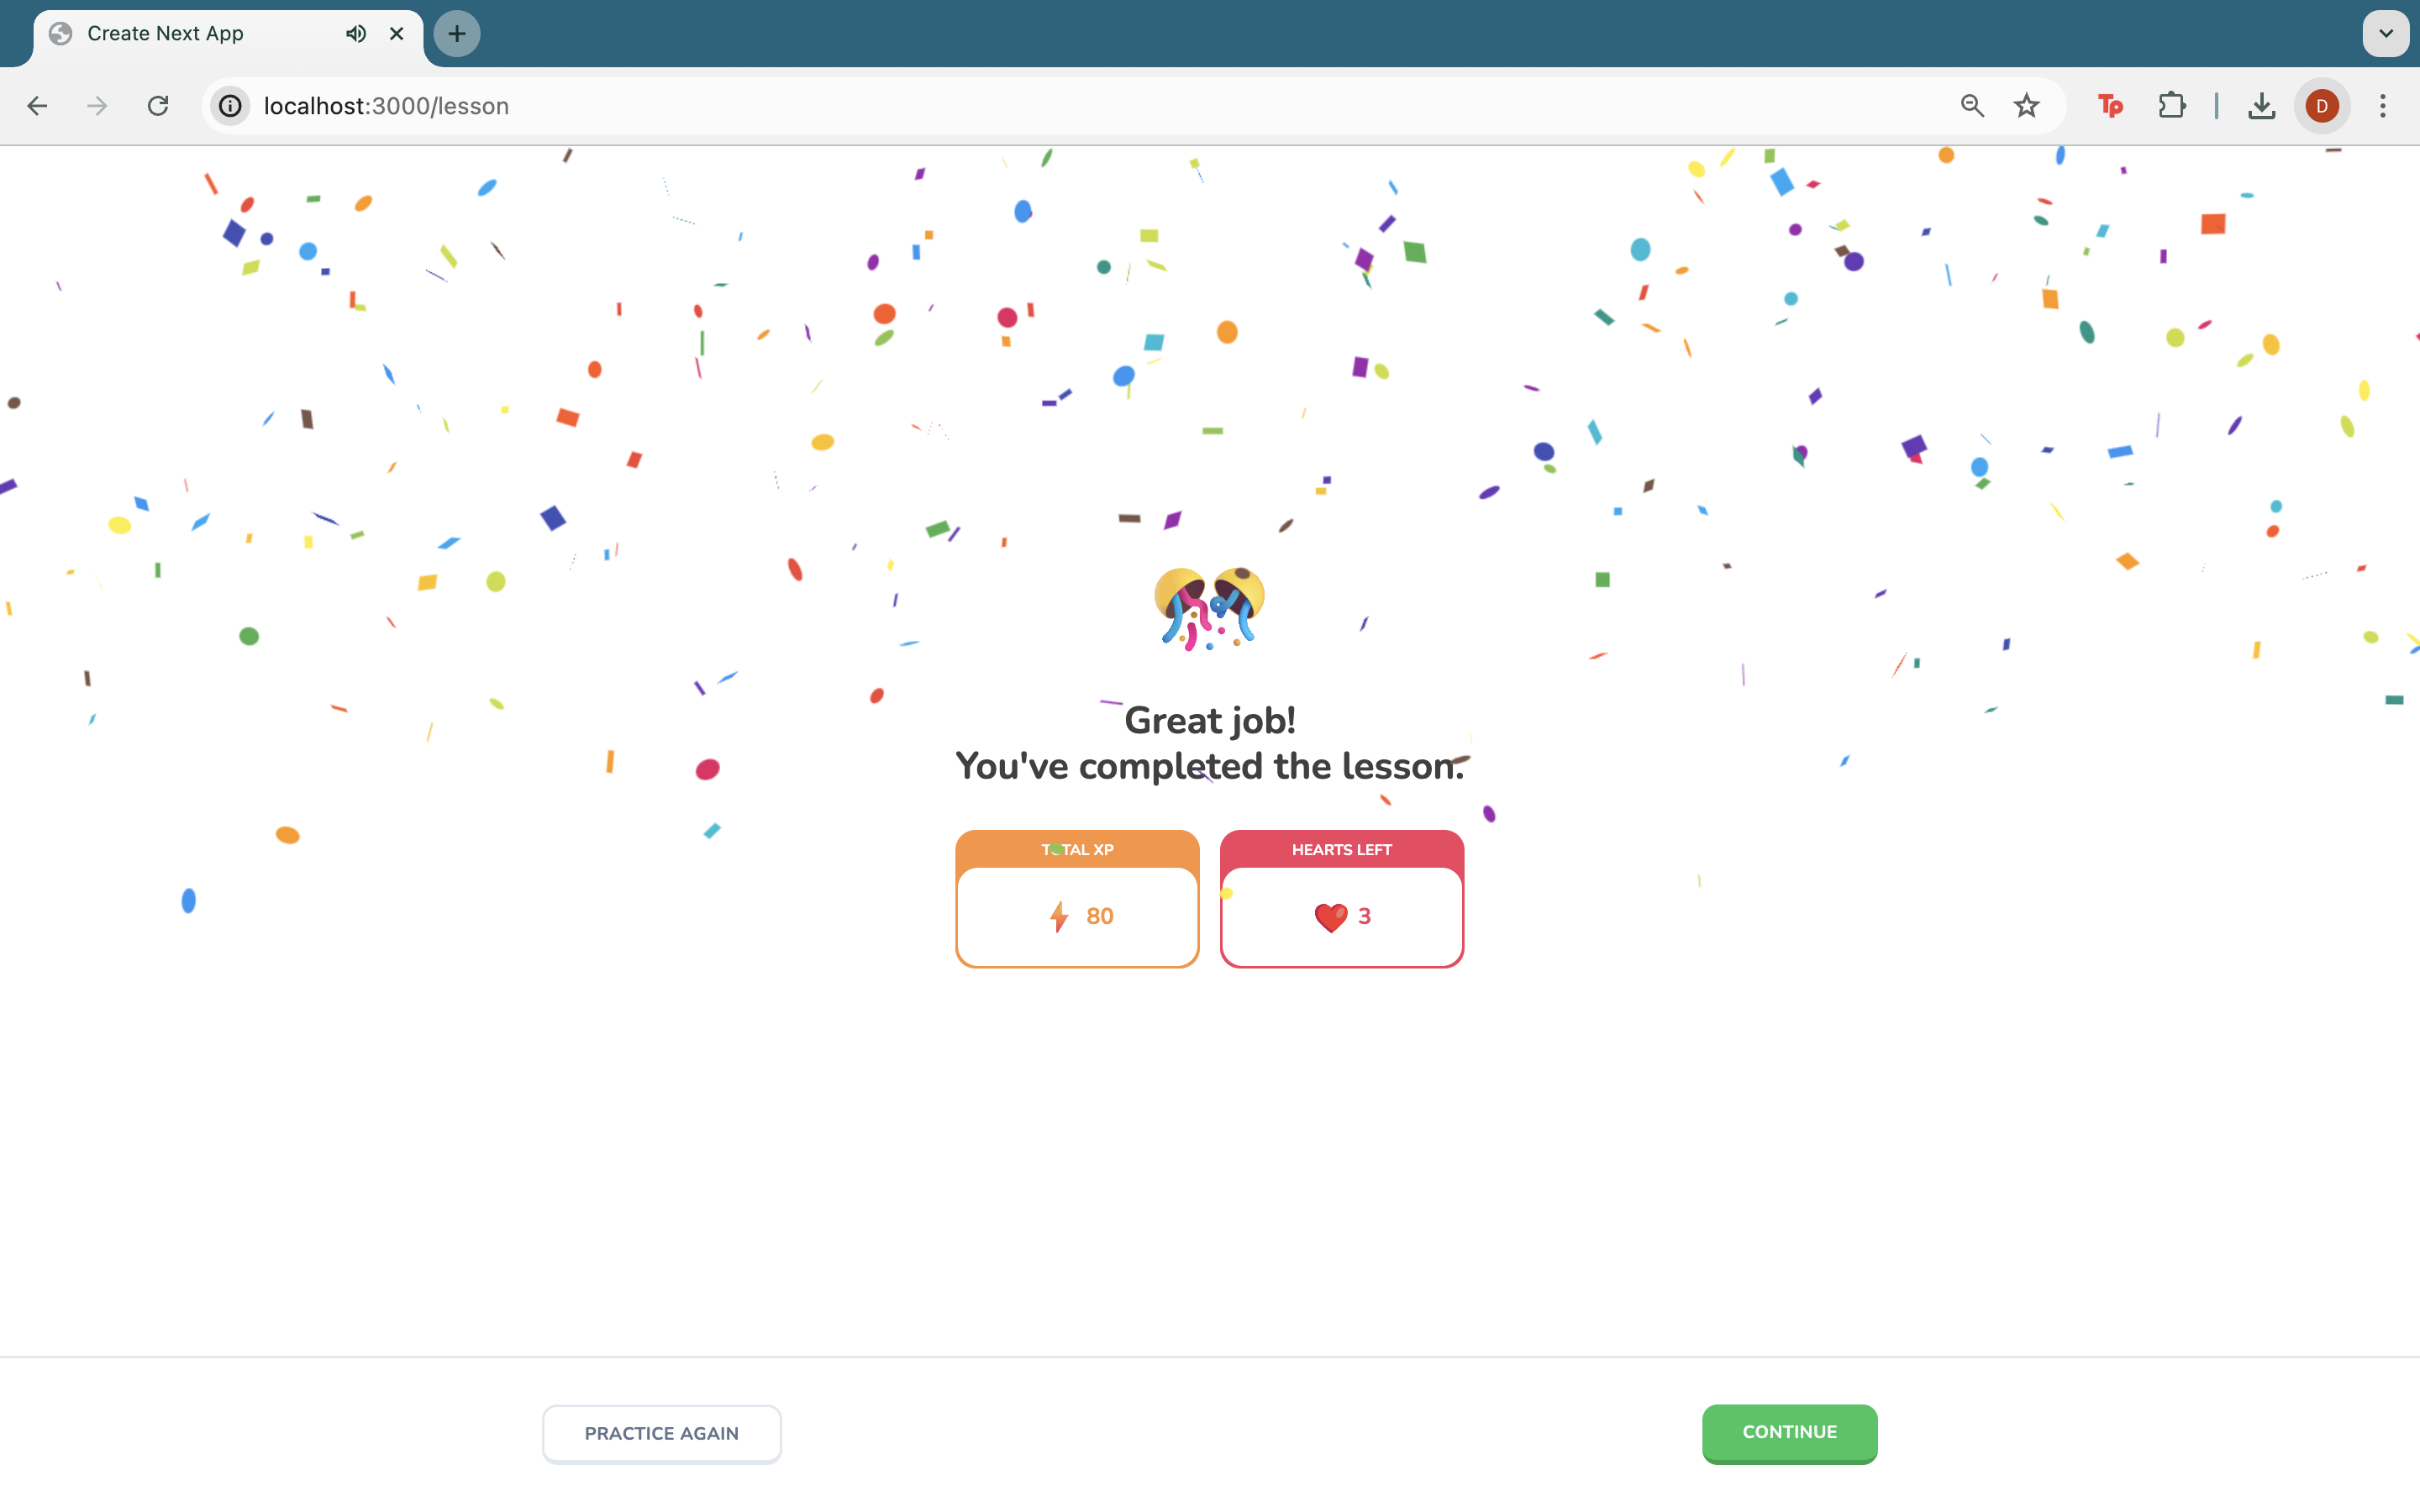 Create Next App
localhost:3000/lesson
Tp
D
Great job!
You've completed the lesson.
TOTAL XP
HEARTS LEFT
80
3
PRACTICE AGAIN
CONTINUE